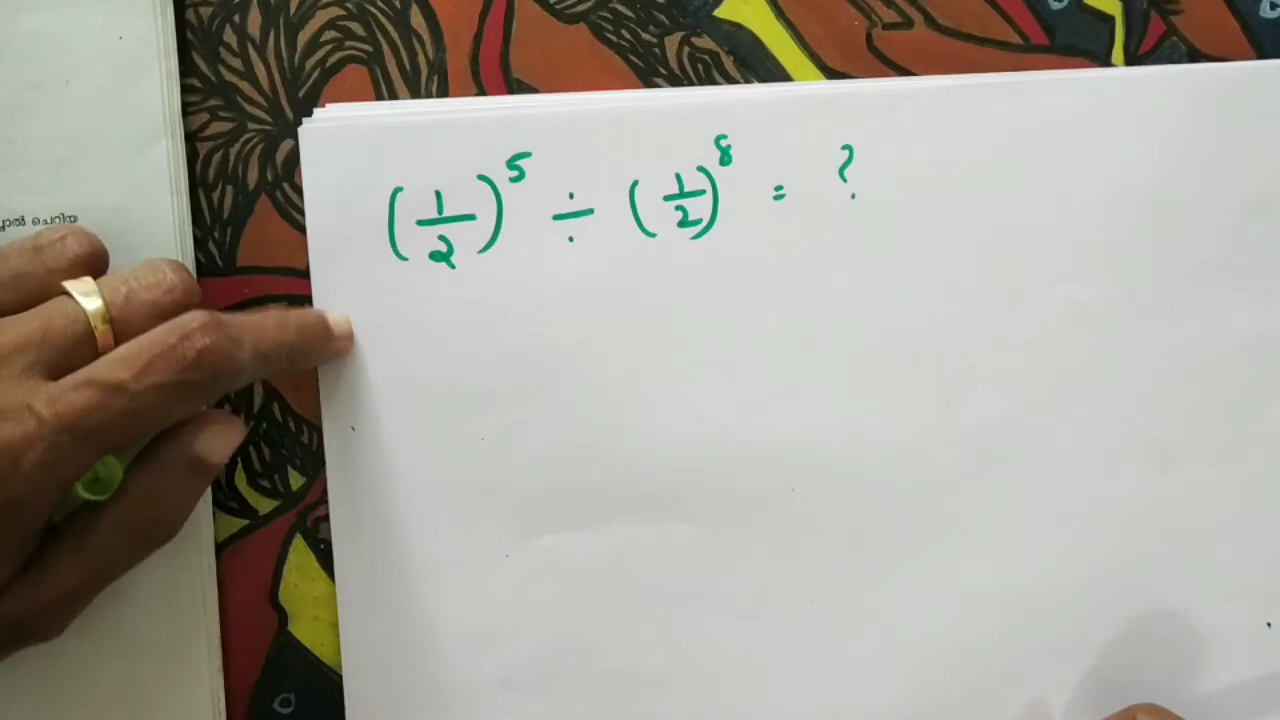 ചെറിയ
(1/2)^5 ÷ (1/2)^8 = ?